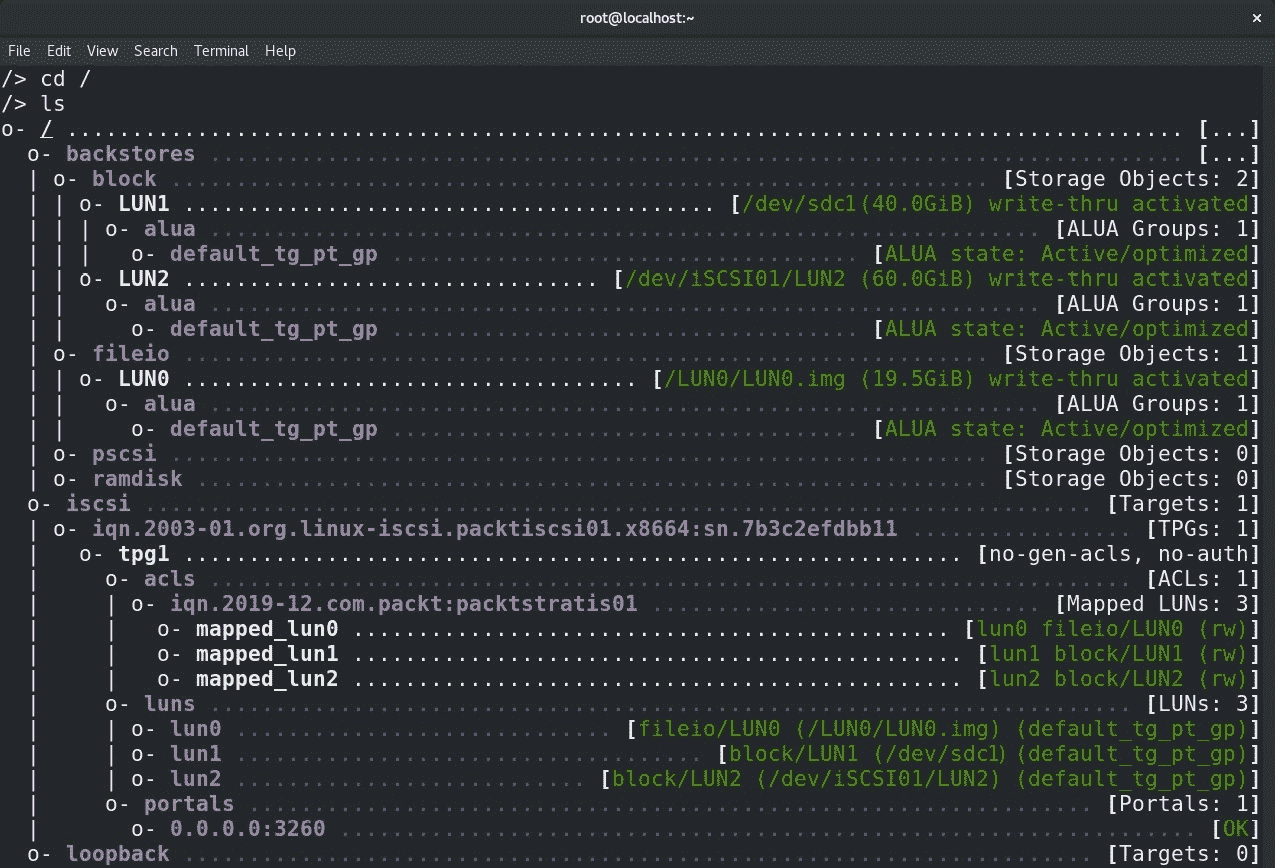 root@localhost:~ ×
File Edit View Search Terminal Help
/> cd /
/> ls
o- / ...................................................................................... [...]
  o- backstores ........................................................................... [...]
  | o- block ............................................................... [Storage Objects: 2]
  | | o- LUN1 ......................................... [/dev/sdc1(40.0GiB) write-thru activated]
  | | | o- alua ................................................................ [ALUA Groups: 1]
  | | |   o- default_tg_pt_gp .................................... [ALUA state: Active/optimized]
  | | o- LUN2 ................................ [/dev/iSCSI01/LUN2 (60.0GiB) write-thru activated]
  | |   o- alua ................................................................ [ALUA Groups: 1]
  | |     o- default_tg_pt_gp .................................... [ALUA state: Active/optimized]
  | o- fileio .............................................................. [Storage Objects: 1]
  | | o- LUN0 ................................... [/LUN0/LUN0.img (19.5GiB) write-thru activated]
  | |   o- alua ................................................................ [ALUA Groups: 1]
  | |     o- default_tg_pt_gp .................................... [ALUA state: Active/optimized]
  | o- pscsi ............................................................... [Storage Objects: 0]
  | o- ramdisk ............................................................. [Storage Objects: 0]
  o- iscsi ......................................................................... [Targets: 1]
  | o- iqn.2003-01.org.linux-iscsi.packtiscsi01.x8664:sn.7b3c2efdbb11 ................. [TPGs: 1]
  |   o- tpg1 ............................................................ [no-gen-acls, no-auth]
  |     o- acls ....................................................................... [ACLs: 1]
  |     | o- iqn.2019-12.com.packt:packtstratis01 .............................. [Mapped LUNs: 3]
  |     |   o- mapped_lun0 .............................................. [lun0 fileio/LUN0 (rw)]
  |     |   o- mapped_lun1 ............................................... [lun1 block/LUN1 (rw)]
  |     |   o- mapped_lun2 ............................................... [lun2 block/LUN2 (rw)]
  |     o- luns ....................................................................... [LUNs: 3]
  |     | o- lun0 .............................. [fileio/LUN0 (/LUN0/LUN0.img) (default_tg_pt_gp)]
  |     | o- lun1 ..................................... [block/LUN1 (/dev/sdc1) (default_tg_pt_gp)]
  |     | o- lun2 ............................ [block/LUN2 (/dev/iSCSI01/LUN2) (default_tg_pt_gp)]
  |     o- portals ................................................................. [Portals: 1]
  |       o- 0.0.0.0:3260 .................................................................. [OK]
  o- loopback ...................................................................... [Targets: 0]